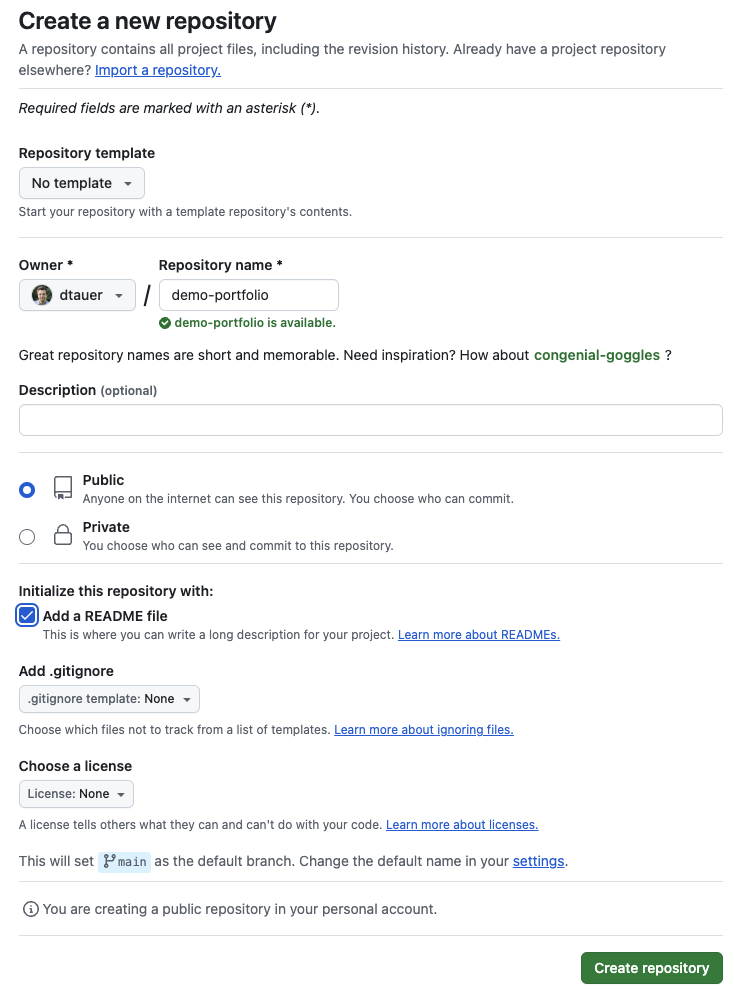 Create a new repository
A repository contains all project files, including the revision history. Already have a project repository
elsewhere? Import a repository.
Required fields are marked with an asterisk (*).
Repository template
No template
Start your repository with a template repository's contents.
Owner * Repository name *
dtauer / demo-portfolio
demo-portfolio is available.
Great repository names are short and memorable. Need inspiration? How about congenial-goggles ?
Description (optional)
Public
Anyone on the internet can see this repository. You choose who can commit.
Private
You choose who can see and commit to this repository.
Initialize this repository with:
Add a README file
This is where you can write a long description for your project. Learn more about READMEs.
Add .gitignore
.gitignore template: None
Choose which files not to track from a list of templates. Learn more about ignoring files.
Choose a license
License: None
A license tells others what they can and can't do with your code. Learn more about licenses.
This will set main as the default branch. Change the default name in your settings.
You are creating a public repository in your personal account.
Create repository